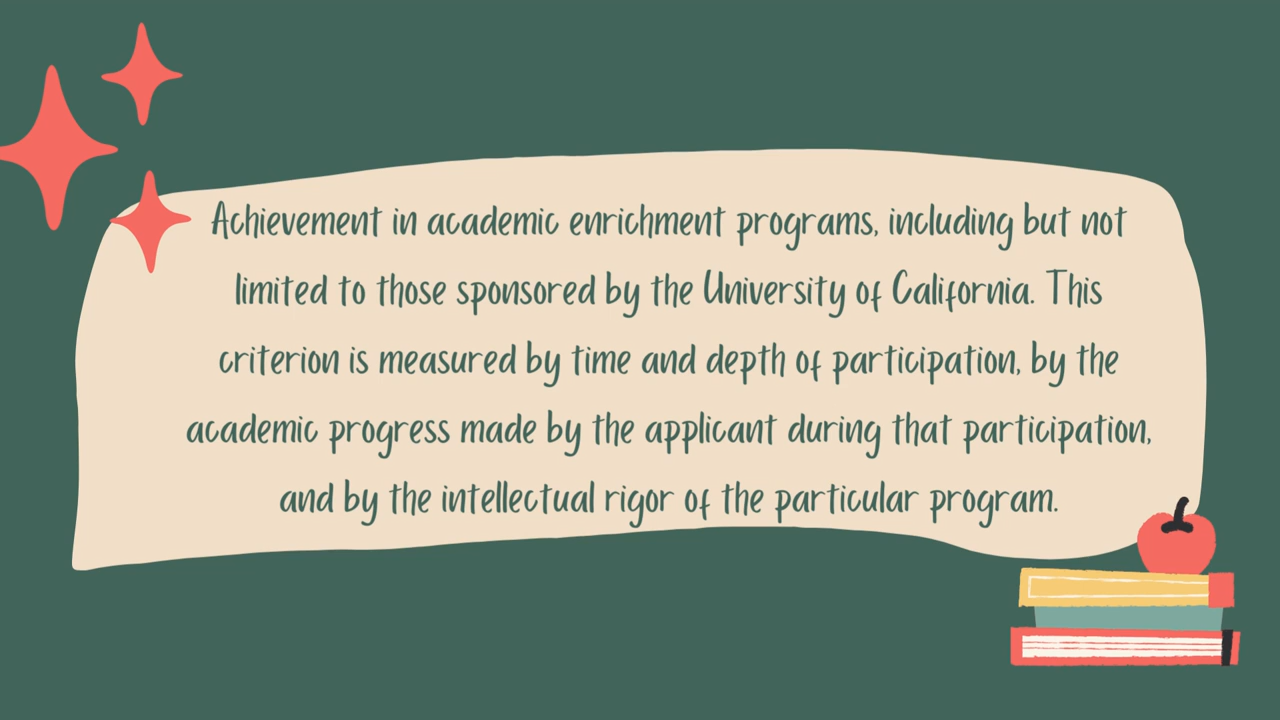 Achievement in academic enrichment programs, including but not
limited to those sponsored by the University of California. This
criterion is measured by time and depth of participation, by the
academic progress made by the applicant during that participation,
and by the intellectual rigor of the particular program.